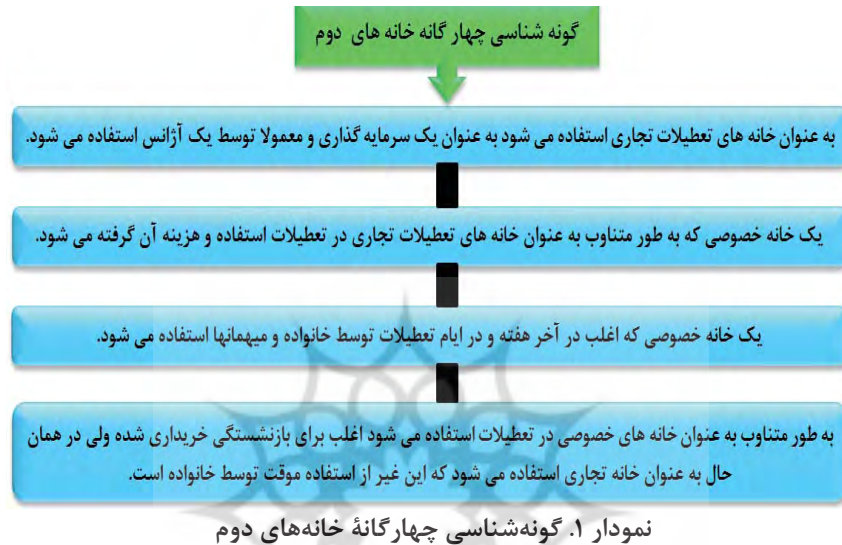 گونه شناسی چهار گانه خانه های دوم
به عنوان خانه های تعطیلات تجاری استفاده می شود به عنوان یک سرمایه گذاری و معمولا توسط یک آژانس استفاده می شود.
یک خانه خصوصی که به طور متناوب به عنوان خانه های تعطیلات تجاری در تعطیلات استفاده و هزینه آن گرفته می شود.
یک خانه خصوصی که اغلب در آخر هفته و در ایام تعطیلات توسط خانواده و میهمانها استفاده می شود.
به طور متناوب به عنوان خانه های خصوصی در تعطیلات استفاده می شود اغلب برای بازنشستگی خریداری شده ولی در همان
حال به عنوان خانه تجاری استفاده می شود که این غیر از استفاده موقت توسط خانواده است.
نمودار ۱. گونه‌شناسی چهارگانهٔ خانه‌های دوم